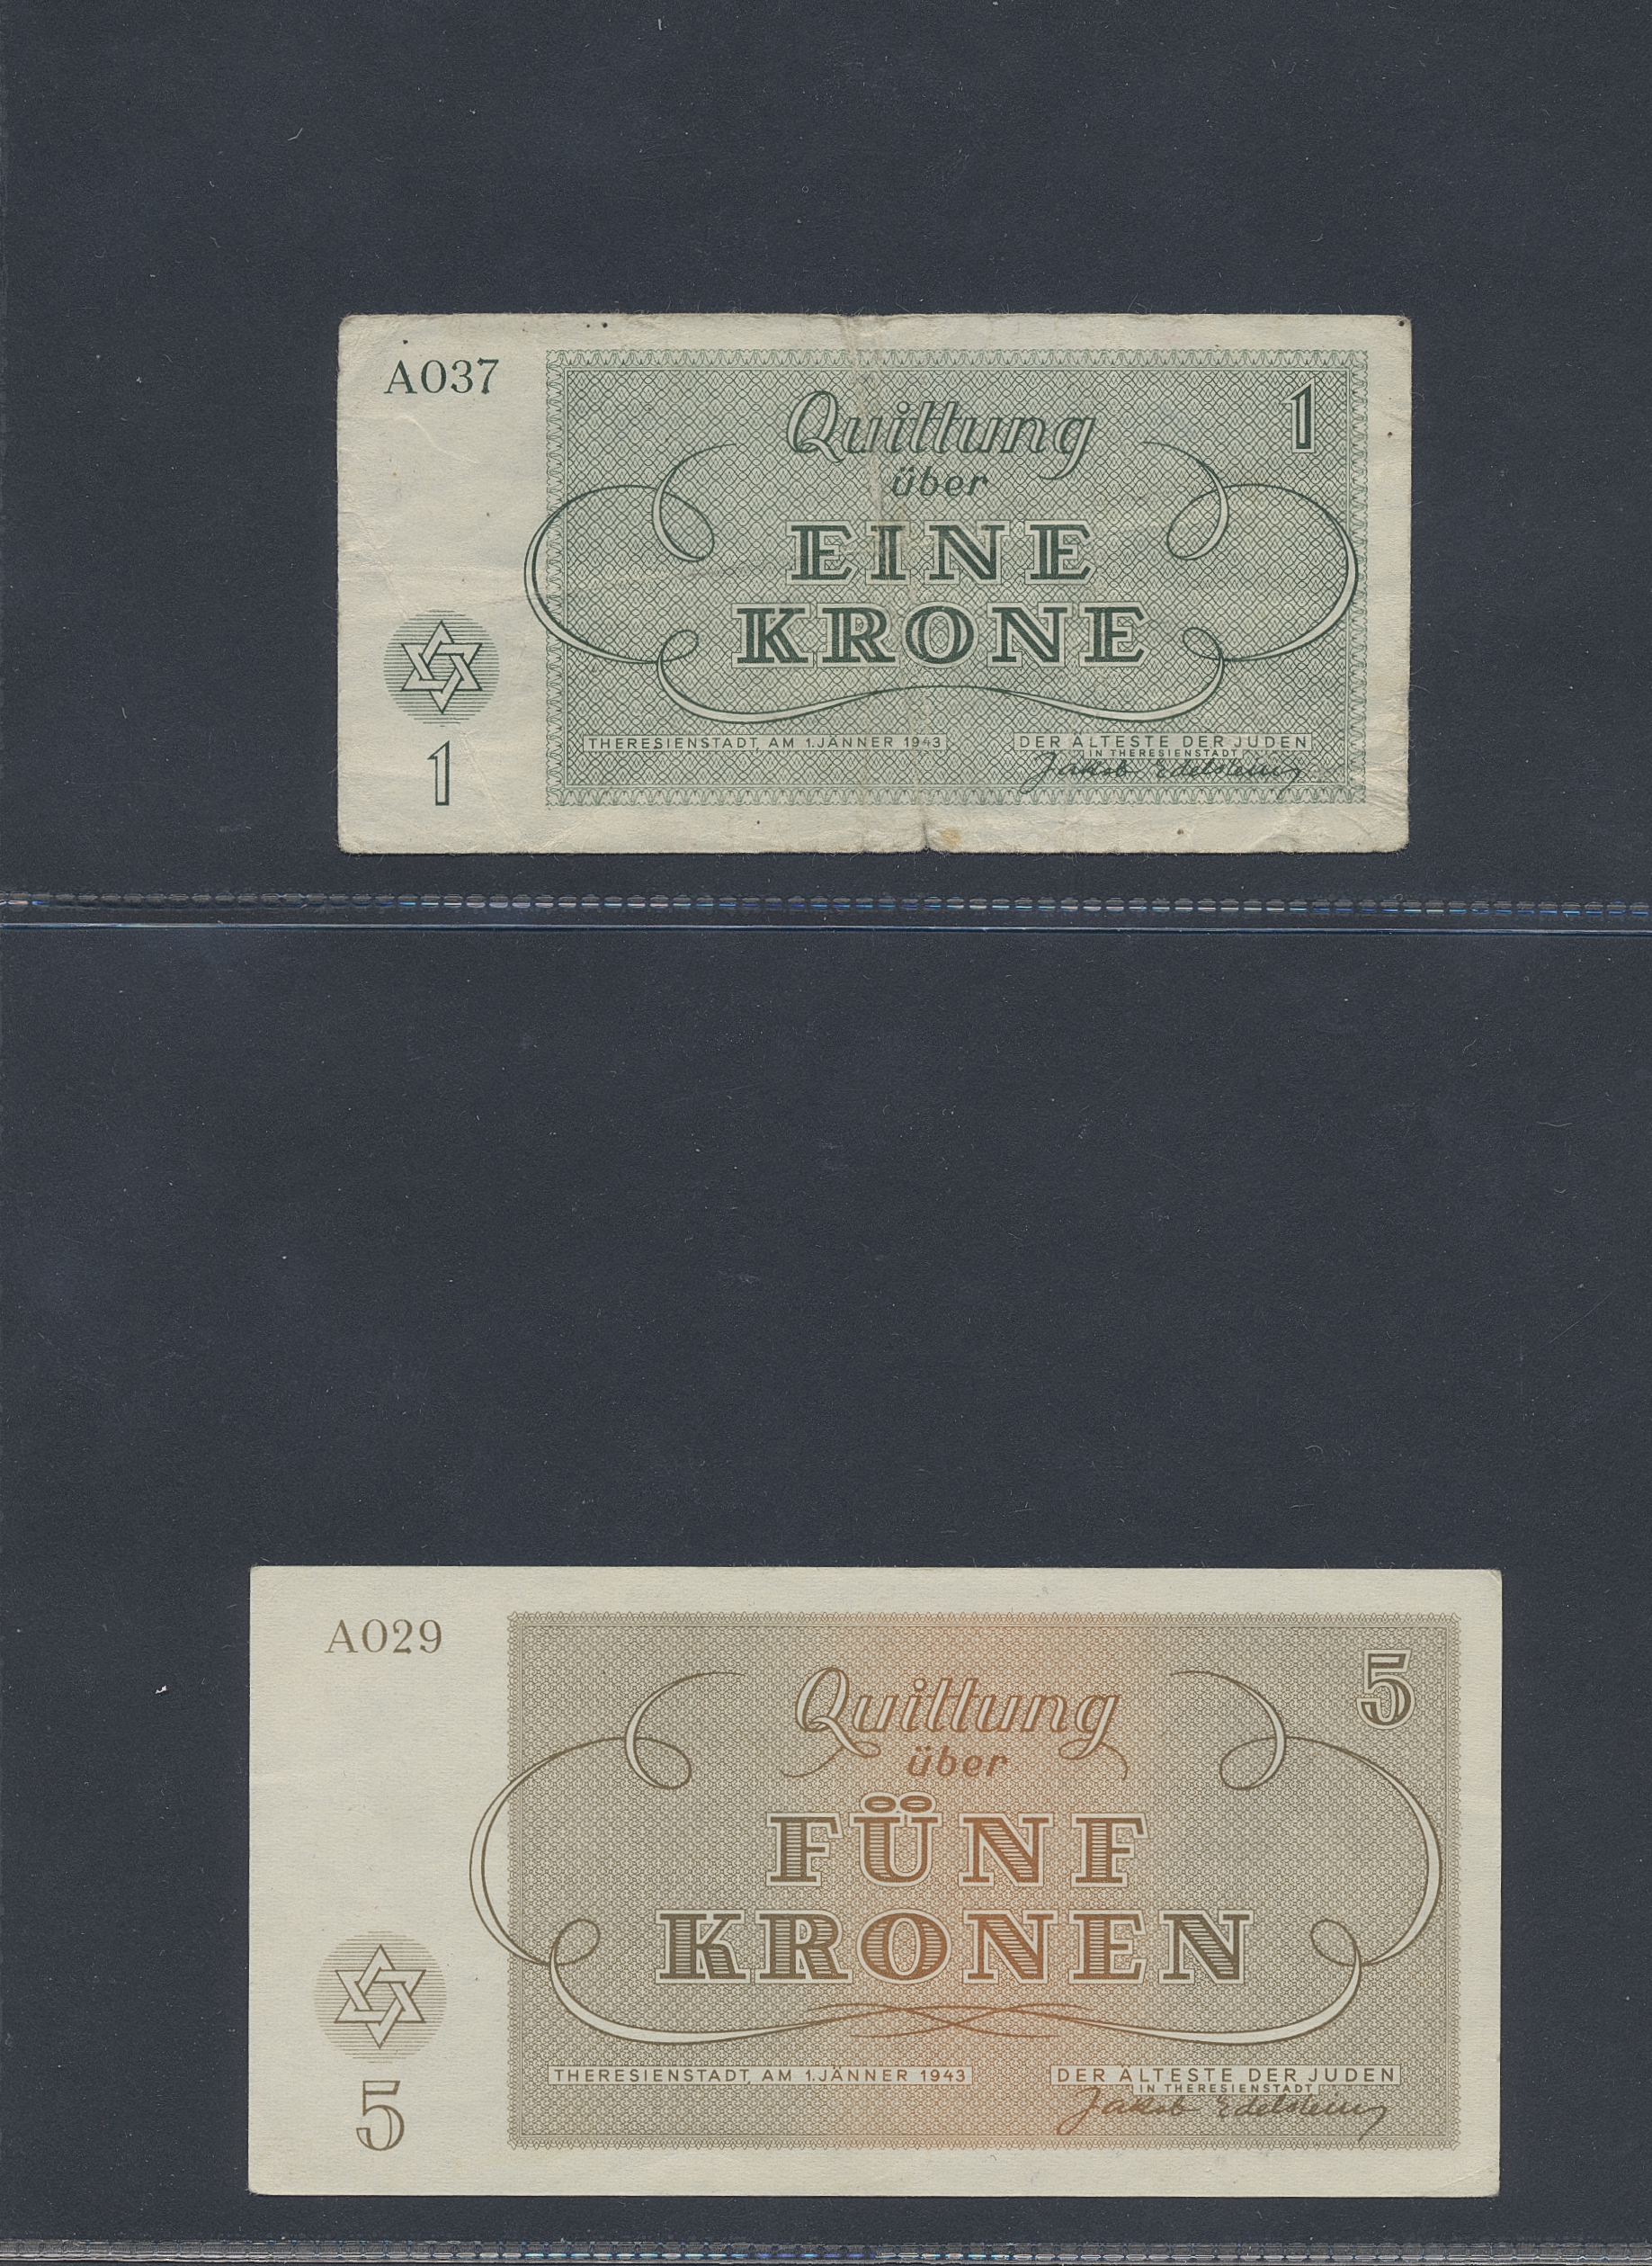 A037
1
Quittung
über
EINE
KRONE
1
THERESIENSTADT, AM 1. JÄNNER 1943
DER ÄLTESTE DER JUDEN
IN THERESIENSTADT
Jakob Edelstein
A029
5
Quittung
über
FÜNF
KRONEN
5
THERESIENSTADT, AM 1. JÄNNER 1943
DER ÄLTESTE DER JUDEN
IN THERESIENSTADT
Jakob Edelstein